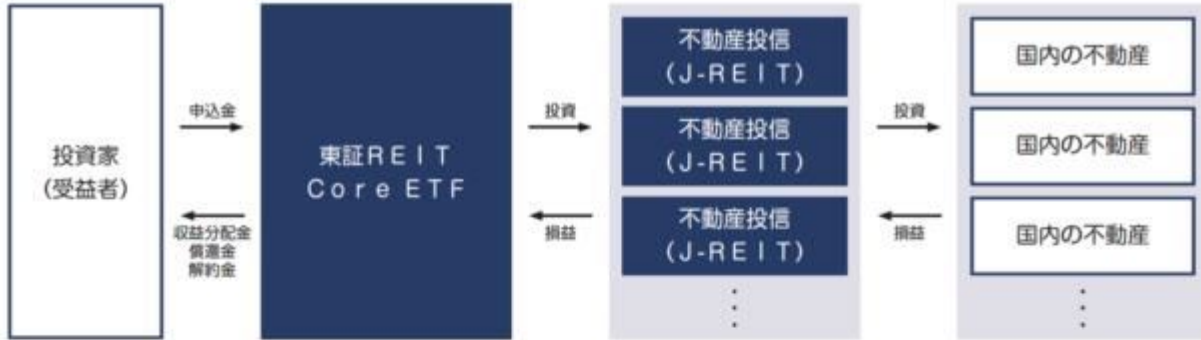 投資家
(受益者)
申込金
収益分配金
償還金
解約金
東証REIT
Core ETF
投資
損益
不動産投信
(J-REIT)
不動産投信
(J-REIT)
不動産投信
(J-REIT)
投資
損益
国内の不動産
国内の不動産
国内の不動産